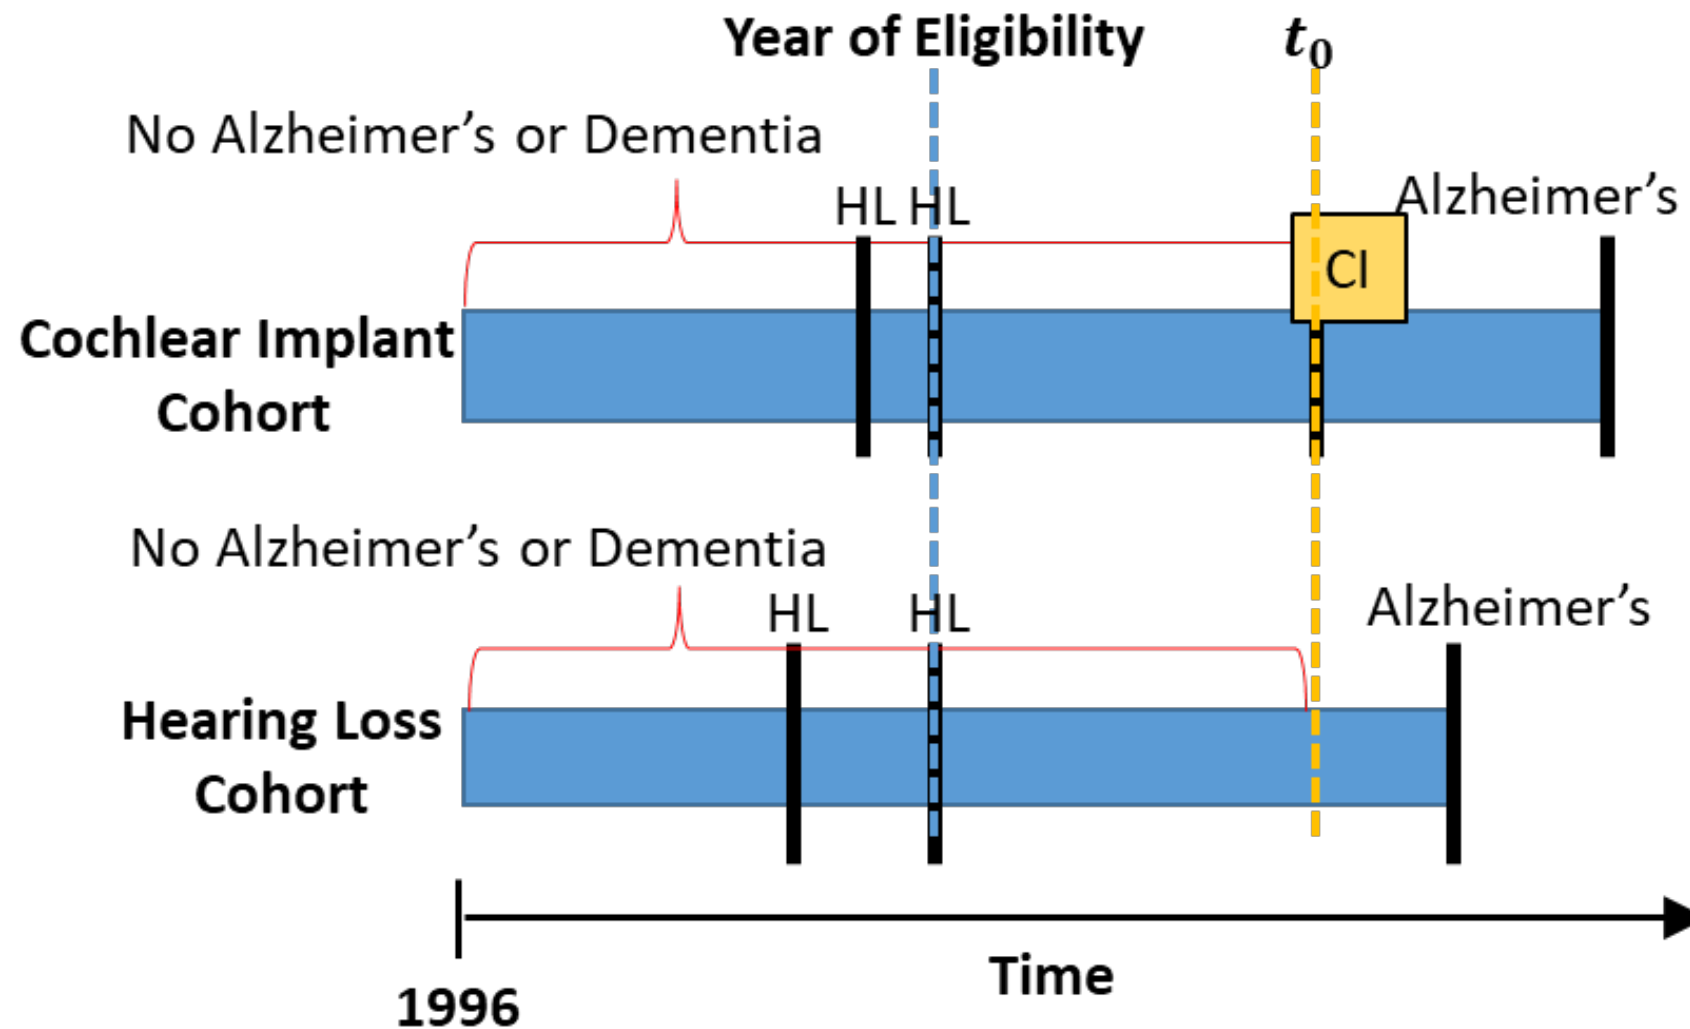 Year of Eligibility
t₀
No Alzheimer’s or Dementia
HL HL
Alzheimer’s
CI
Cochlear Implant
Cohort
No Alzheimer’s or Dementia
HL
HL
Alzheimer’s
Hearing Loss
Cohort
Time
1996